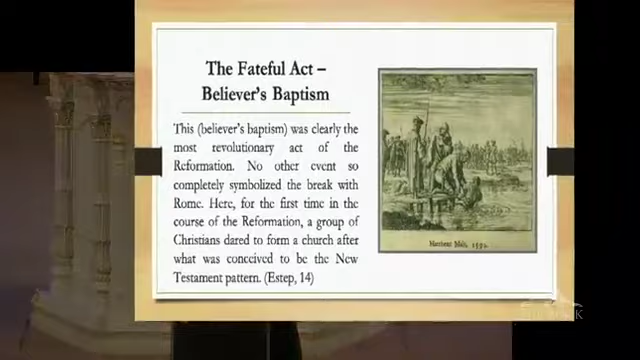 The Fateful Act –
Believer's Baptism
This (believer's baptism) was clearly the
most revolutionary act of the
Reformation. No other event so
completely symbolized the break with
Rome. Here, for the first time in the
course of the Reformation, a group of
Christians dared to form a church after
what was conceived to be the New
Testament pattern. (Estep, 14)